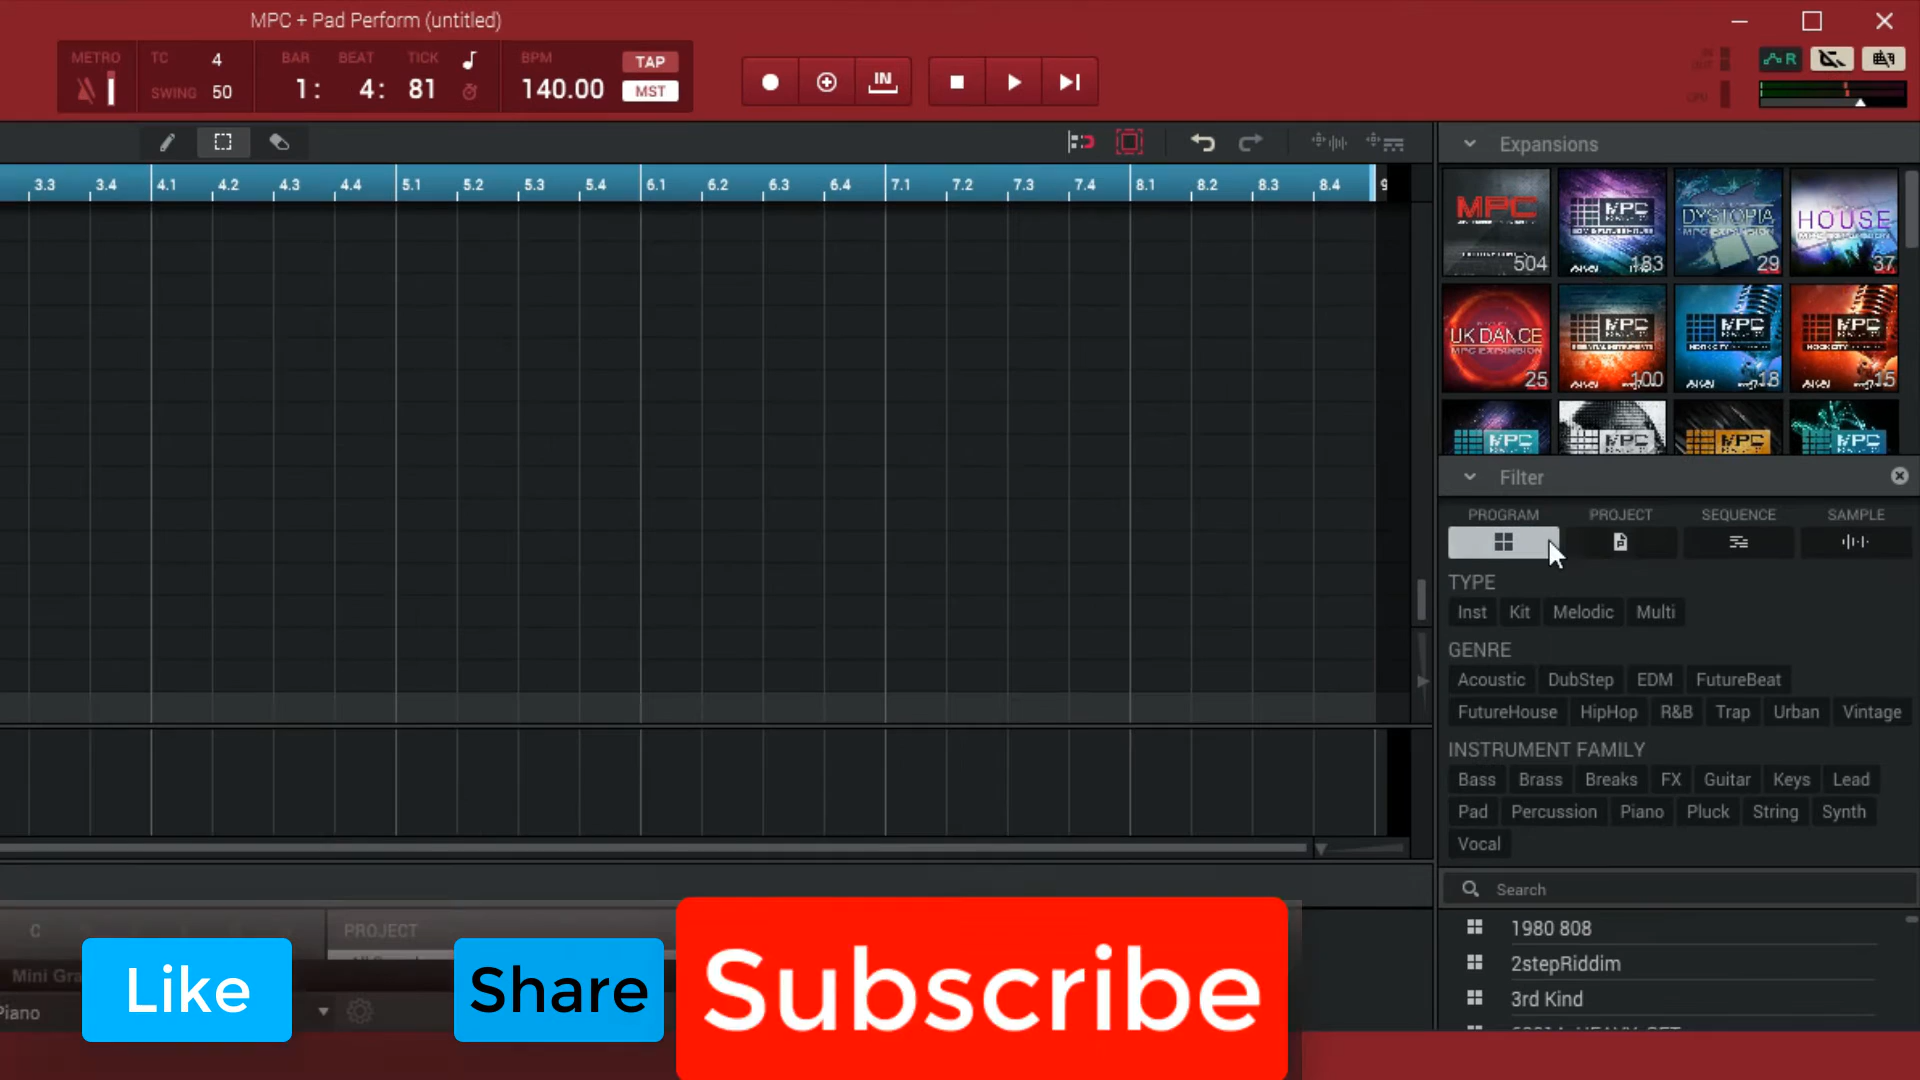 MPC + Pad Perform (untitled)
METRO
TC 4
SWING 50
BAR BEAT TICK
1: 4: 81
BPM
140.00
TAP
MST
IN
R
3.3 3.4 4.1 4.2 4.3 4.4 5.1 5.2 5.3 5.4 6.1 6.2 6.3 6.4 7.1 7.2 7.3 7.4 8.1 8.2 8.3 8.4 9
Expansions
MPC
504
MPC
183
DYSTOPIA
MPC EXPANSION
29
HOUSE
37
UK DANCE
MPC EXPANSION
25
MPC
100
MPC
18
MPC
15
MPC
MPC
MPC
MPC
Filter
PROGRAM PROJECT SEQUENCE SAMPLE
TYPE
Inst Kit Melodic Multi
GENRE
Acoustic DubStep EDM FutureBeat
FutureHouse HipHop R&B Trap Urban Vintage
INSTRUMENT FAMILY
Bass Brass Breaks FX Guitar Keys Lead
Pad Percussion Piano Pluck String Synth
Vocal
Search
1980 808
2stepRiddim
3rd Kind
C
PROJECT
Mini Gra
Piano
Like
Share
Subscribe